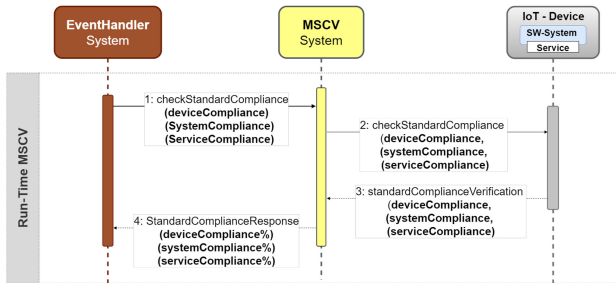 EventHandler
System
MSCV
System
IoT - Device
SW-System
Service
Run-Time MSCV
1: checkStandardCompliance
(deviceCompliance)
(SystemCompliance)
(ServiceCompliance)
2: checkStandardCompliance
(deviceCompliance,
(systemCompliance,
(serviceCompliance)
3: standardComplianceVerification
(deviceCompliance,
(systemCompliance,
(serviceCompliance)
4: StandardComplianceResponse
(deviceCompliance%)
(systemCompliance%)
(serviceCompliance%)